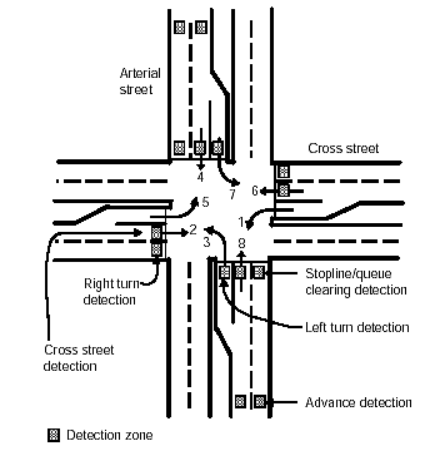 Arterial
street
Cross street
4
7
6
5
1
2
3
8
Right turn
detection
Stopline/queue
clearing detection
Left turn detection
Cross street
detection
Advance detection
Detection zone